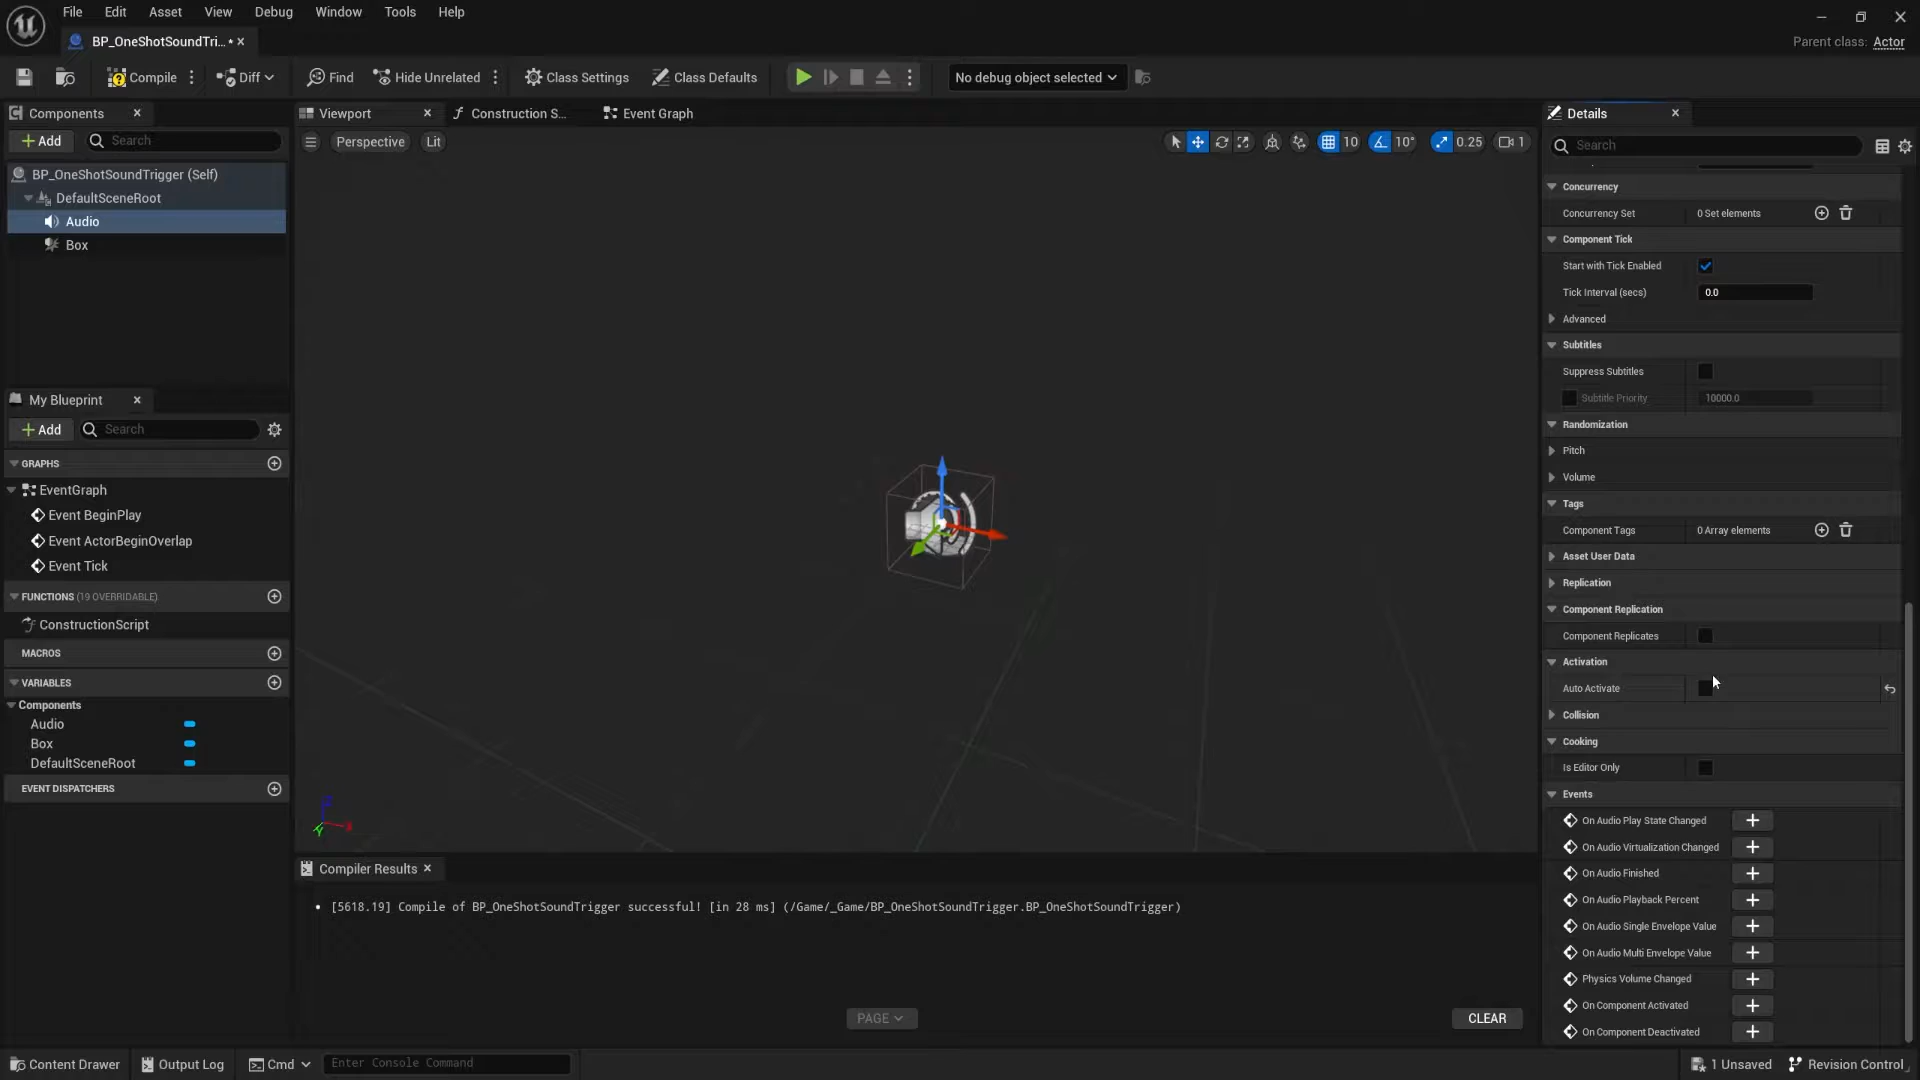 File Edit Asset View Debug Window Tools Help
BP_OneShotSoundTri... • ×
Parent class: Actor
Compile Diff Find Hide Unrelated Class Settings Class Defaults No debug object selected
Components
Viewport
Construction S...
Event Graph
Details
+ Add Search
Perspective Lit 10 10° 0.25 1
Search
BP_OneShotSoundTrigger (Self)
DefaultSceneRoot
Audio
Box
My Blueprint
+ Add Search
GRAPHS
EventGraph
Event BeginPlay
Event ActorBeginOverlap
Event Tick
FUNCTIONS (19 OVERRIDABLE)
ConstructionScript
MACROS
VARIABLES
Components
Audio
Box
DefaultSceneRoot
EVENT DISPATCHERS
Z
X
Y
Compiler Results
• [5618.19] Compile of BP_OneShotSoundTrigger successful! [in 28 ms] (/Game/_Game/BP_OneShotSoundTrigger.BP_OneShotSoundTrigger)
PAGE
CLEAR
Concurrency
Concurrency Set 0 Set elements
Component Tick
Start with Tick Enabled
Tick Interval (secs) 0.0
Advanced
Subtitles
Suppress Subtitles
Subtitle Priority 10000.0
Randomization
Pitch
Volume
Tags
Component Tags 0 Array elements
Asset User Data
Replication
Component Replication
Component Replicates
Activation
Auto Activate
Collision
Cooking
Is Editor Only
Events
On Audio Play State Changed
On Audio Virtualization Changed
On Audio Finished
On Audio Playback Percent
On Audio Single Envelope Value
On Audio Multi Envelope Value
Physics Volume Changed
On Component Activated
On Component Deactivated
Content Drawer Output Log Cmd Enter Console Command 1 Unsaved Revision Control